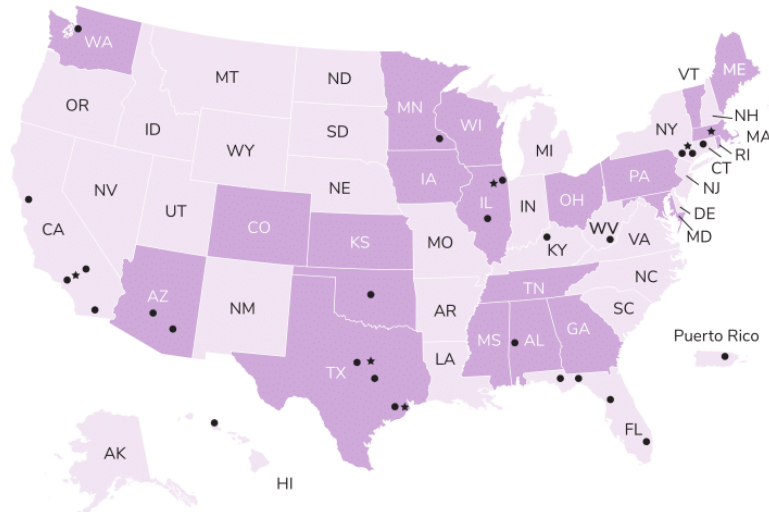 WA
MT
ND
MN
VT
ME
OR
ID
SD
WI
NY
NH
MA
WY
MI
RI
CT
NV
NE
IA
PA
NJ
UT
CO
IL
IN
OH
DE
CA
KS
MO
WV
VA
MD
KY
AZ
NM
TN
NC
AR
SC
MS
AL
GA
TX
LA
Puerto Rico
FL
AK
HI